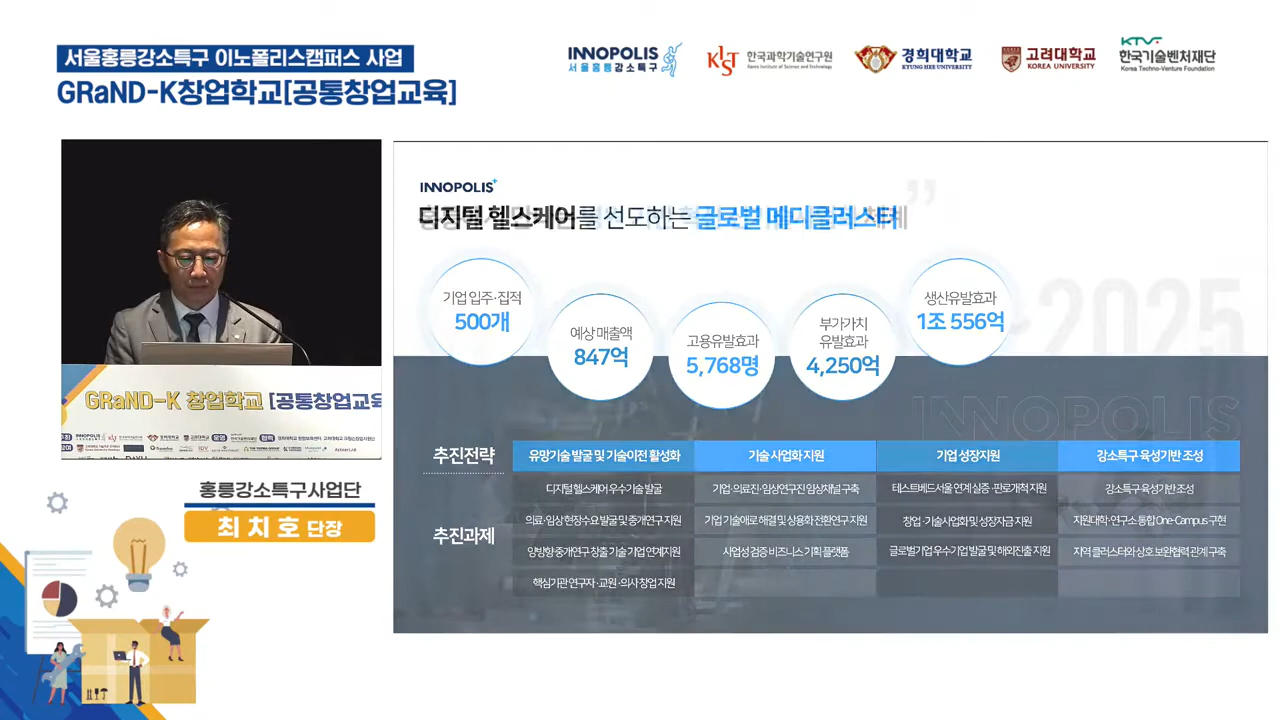 서울홍릉강소특구 이노폴리스캠퍼스 사업
GRaND-K창업학교[공통창업교육]
INNOPOLIS
서울홍릉강소특구
KIST 한국과학기술연구원
Korea Institute of Science and Technology
경희대학교
KYUNG HEE UNIVERSITY
고려대학교
KOREA UNIVERSITY
KTVF
한국기술벤처재단
Korea Techno-Venture Foundation
INNOPOLIS+
디지털 헬스케어를 선도하는 글로벌 메디클러스터
~2025
기업 입주·집적
500개
예상 매출액
847억
고용유발효과
5,768명
부가가치
유발효과
4,250억
생산유발효과
1조 556억
INNOPOLIS
추진전략
유망기술 발굴 및 기술이전 활성화
기술 사업화 지원
기업 성장지원
강소특구 육성기반 조성
추진과제
디지털 헬스케어 우수기술 발굴
기업·의료진·임상연구진 임상채널 구축
테스트베드서울 연계 실증·판로개척 지원
강소특구 육성기반 조성
의료·임상 현장수요 발굴 및 중개연구 지원
기업 기술애로 해결 및 상용화 전환연구 지원
창업·기술사업화 및 성장자금 지원
지원대학·연구소 통합 One-Campus 구현
양방향 중개연구 창출 기술 기업 연계지원
사업성 검증 비즈니스 기획 플랫폼
글로벌기업 우수기업 발굴 및 해외진출 지원
지역 클러스터와 상호 보완협력 관계 구축
핵심기관 연구자·교원·의사 창업 지원
GRaND-K 창업학교 [공통창업교육
홍릉강소특구사업단
최치호 단장